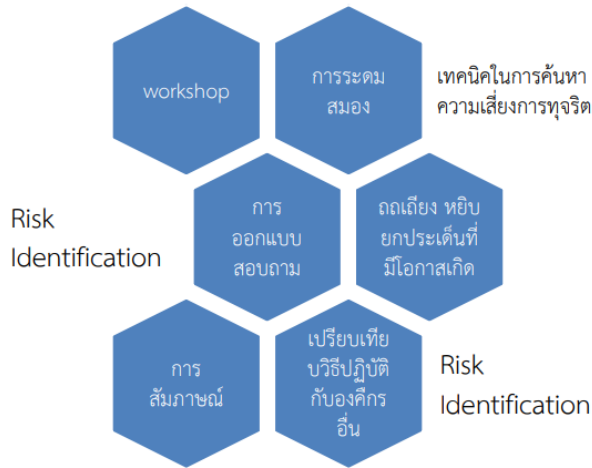 workshop
การระดม
สมอง
เทคนิคในการค้นหา
ความเสี่ยงการทุจริต
Risk
Identification
การ
ออกแบบ
สอบถาม
ถถเถียง หยิบ
ยกประเด็นที่
มีโอกาสเกิด
การ
สัมภาษณ์
เปรียบเทีย
บวิธีปฏิบัติ
กับองค์กร
อื่น
Risk
Identification